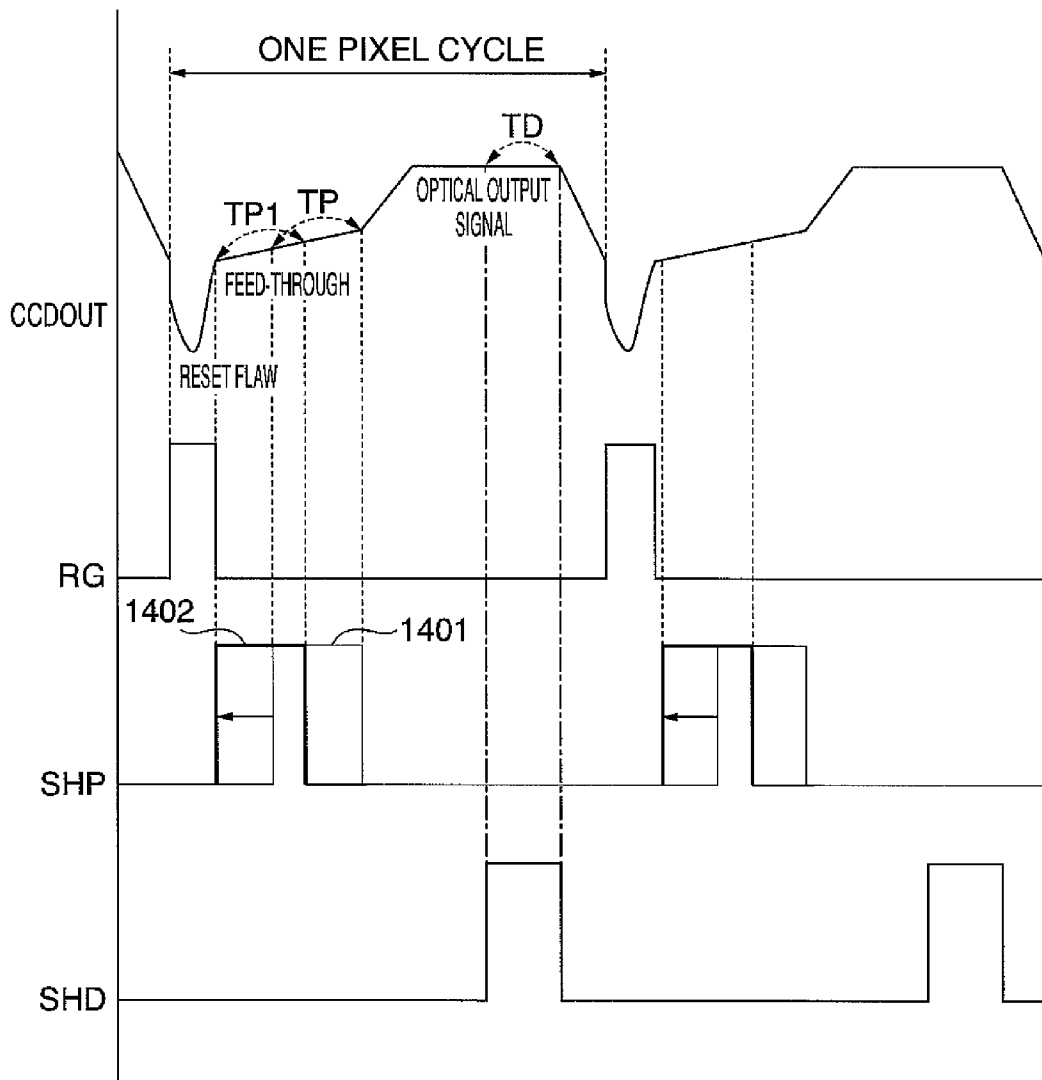 ONE PIXEL CYCLE
TD
OPTICAL OUTPUT
SIGNAL
TP1
TP
FEED-THROUGH
CCDOUT
RESET FLAW
RG
1402
1401
SHP
SHD